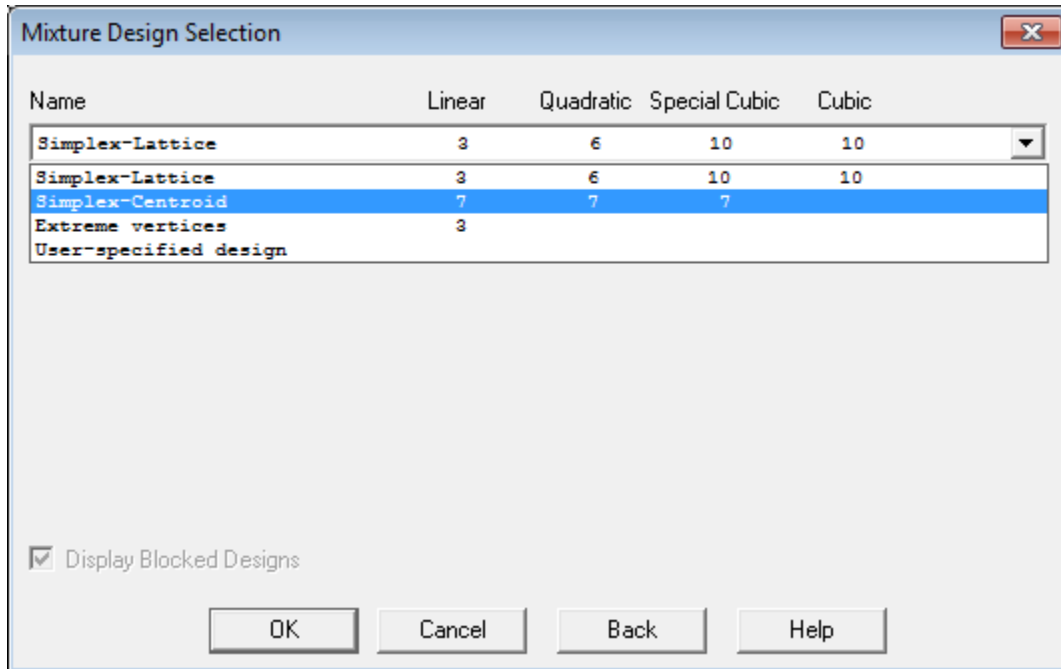 Mixture Design Selection
Name Linear Quadratic Special Cubic Cubic
Simplex-Lattice 3 6 10 10
Simplex-Lattice 3 6 10 10
Simplex-Centroid 7 7 7
Extreme vertices 3
User-specified design
Display Blocked Designs
OK Cancel Back Help